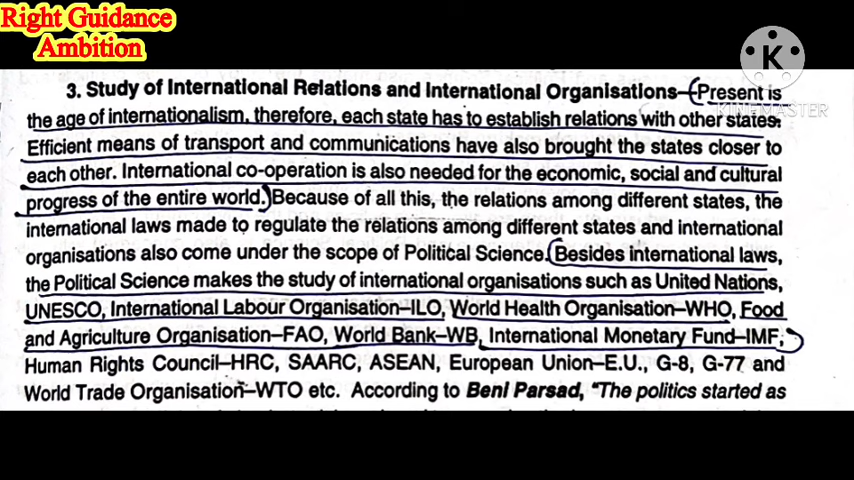 Right Guidance
Ambition
K
KINEMASTER
3. Study of International Relations and International Organisations—Present is
the age of internationalism, therefore, each state has to establish relations with other states.
Efficient means of transport and communications have also brought the states closer to
each other. International co-operation is also needed for the economic, social and cultural
progress of the entire world. Because of all this, the relations among different states, the
international laws made to regulate the relations among different states and international
organisations also come under the scope of Political Science. Besides international laws,
the Political Science makes the study of international organisations such as United Nations,
UNESCO, International Labour Organisation–ILO, World Health Organisation–WHO, Food
and Agriculture Organisation–FAO, World Bank–WB, International Monetary Fund–IMF,
Human Rights Council–HRC, SAARC, ASEAN, European Union–E.U., G-8, G-77 and
World Trade Organisation–WTO etc. According to Beni Parsad, "The politics started as